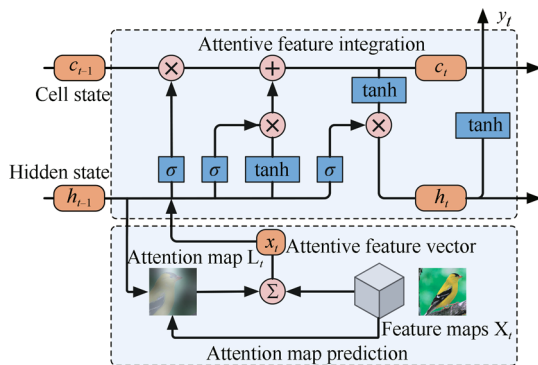 y_t
Attentive feature integration
c_{t-1}
×
+
c_t
Cell state
tanh
×
×
tanh
Hidden state
σ
σ
tanh
σ
h_{t-1}
h_t
x_t
Attentive feature vector
Attention map L_t
Σ
Feature maps X_t
Attention map prediction